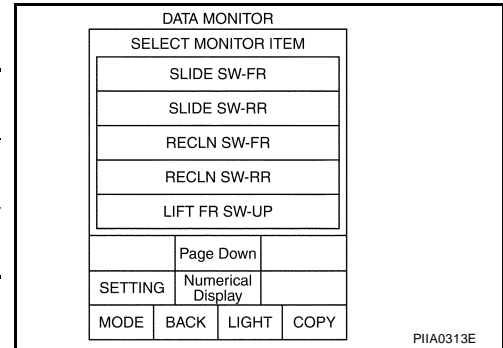 DATA MONITOR
SELECT MONITOR ITEM
SLIDE SW-FR
SLIDE SW-RR
RECLN SW-FR
RECLN SW-RR
LIFT FR SW-UP
Page Down
SETTING
Numerical
Display
MODE BACK LIGHT COPY
PIIA0313E